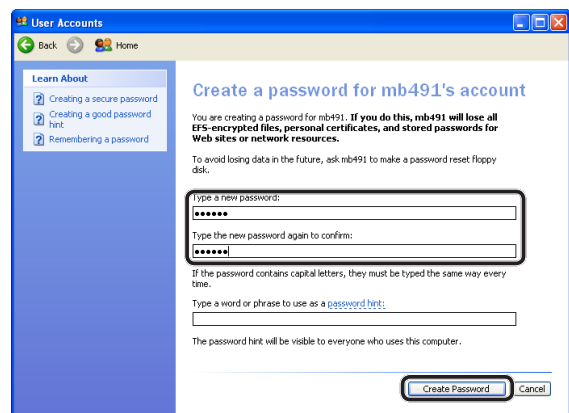 User Accounts
Back Home
Learn About
Creating a secure password
Creating a good password
hint
Remembering a password
Create a password for mb491's account
You are creating a password for mb491. If you do this, mb491 will lose all
EFS-encrypted files, personal certificates, and stored passwords for
Web sites or network resources.
To avoid losing data in the future, ask mb491 to make a password reset floppy
disk.
Type a new password:
●●●●●●
Type the new password again to confirm:
●●●●●●
If the password contains capital letters, they must be typed the same way every
time.
Type a word or phrase to use as a password hint:
The password hint will be visible to everyone who uses this computer.
Create Password Cancel